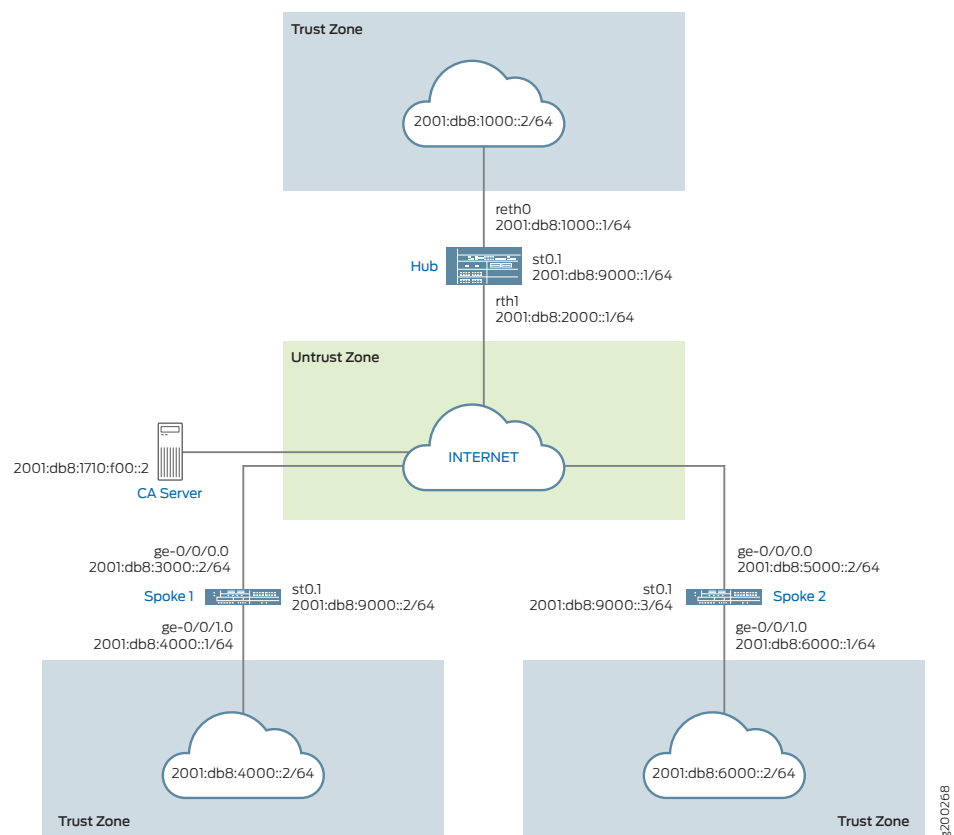 Trust Zone
2001:db8:1000::2/64
reth0
2001:db8:1000::1/64
Hub
st0.1
2001:db8:9000::1/64
rth1
2001:db8:2000::1/64
Untrust Zone
INTERNET
2001:db8:1710:f00::2
CA Server
ge-0/0/0.0
2001:db8:3000::2/64
ge-0/0/0.0
2001:db8:5000::2/64
Spoke 1
st0.1
2001:db8:9000::2/64
st0.1
2001:db8:9000::3/64
Spoke 2
ge-0/0/1.0
2001:db8:4000::1/64
ge-0/0/1.0
2001:db8:6000::1/64
2001:db8:4000::2/64
2001:db8:6000::2/64
Trust Zone
Trust Zone
g200268